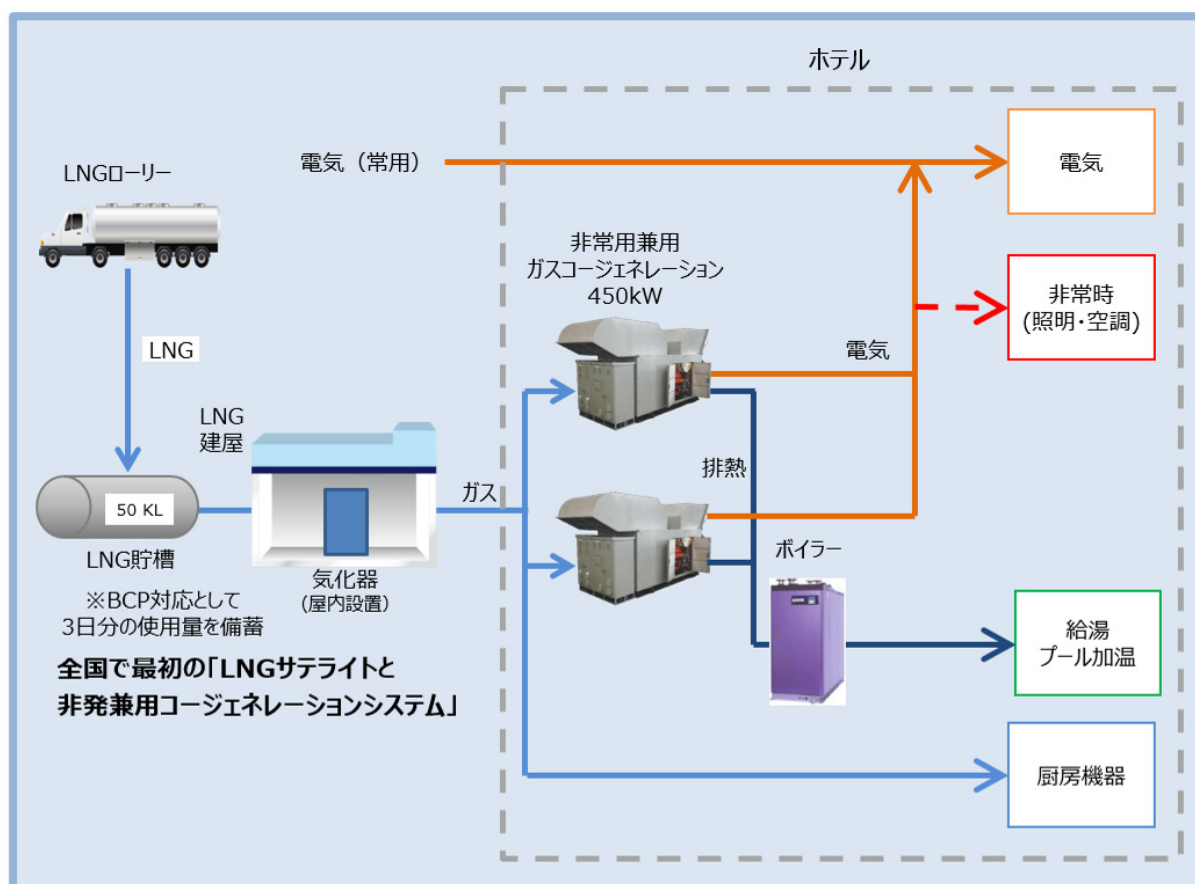 ホテル
電気（常用）
電気
LNGローリー
非常用兼用
ガスコージェネレーション
450kW
非常時
(照明・空調)
LNG
電気
LNG
建屋
ガス
排熱
50 KL
ボイラー
LNG貯槽
気化器
(屋内設置)
※BCP対応として
3日分の使用量を備蓄
給湯
プール加温
全国で最初の「LNGサテライトと
非発兼用コージェネレーションシステム」
厨房機器